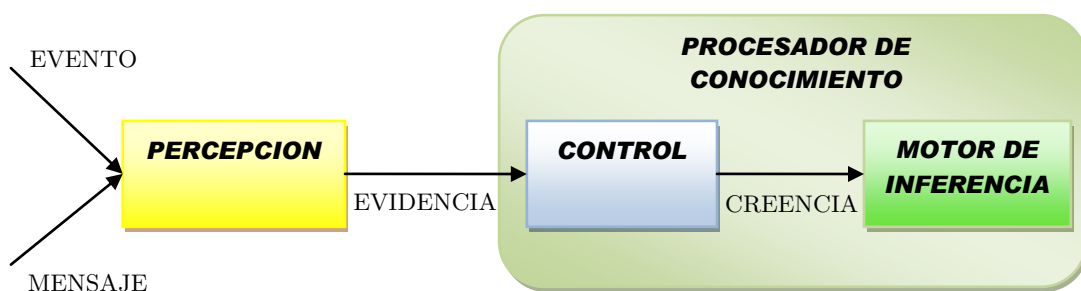 EVENTO
PROCESADOR DE
CONOCIMIENTO
PERCEPCION
CONTROL
MOTOR DE
INFERENCIA
EVIDENCIA
CREENCIA
MENSAJE